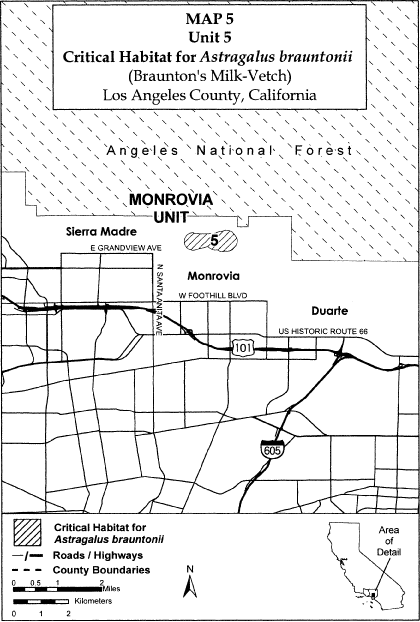 MAP 5
Unit 5
Critical Habitat for Astragalus brauntonii
(Braunton's Milk-Vetch)
Los Angeles County, California
Angeles National Forest
MONROVIA
UNIT
Sierra Madre
5
E GRANDVIEW AVE
N SANTA ANITA AVE
Monrovia
W FOOTHILL BLVD
Duarte
US HISTORIC ROUTE 66
101
605
Critical Habitat for
Astragalus brauntonii
Roads / Highways
County Boundaries
0 0.5 1 2
Miles
Kilometers
0 1 2
N
Area
of
Detail